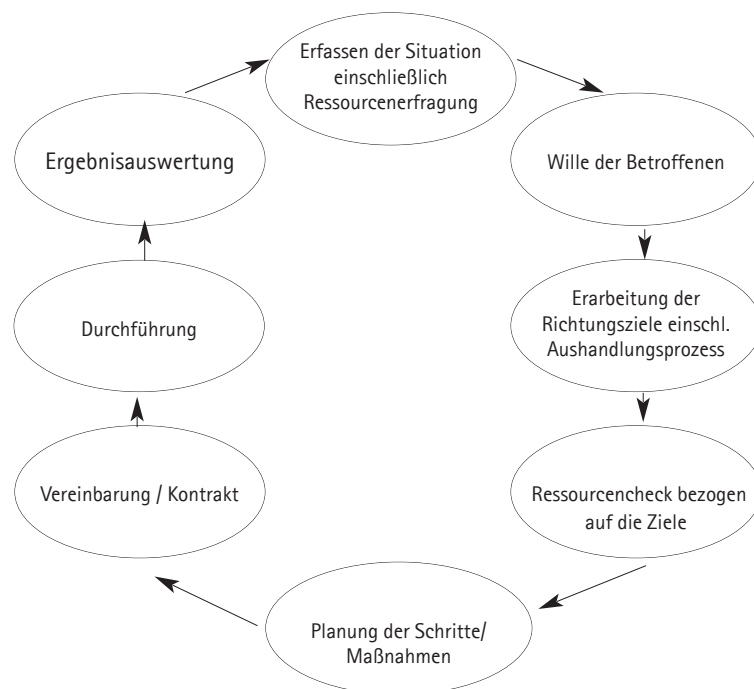 Erfassen der Situation
einschließlich
Ressourcenerfragung
Wille der Betroffenen
Erarbeitung der
Richtungsziele einschl.
Aushandlungsprozess
Ressourcencheck bezogen
auf die Ziele
Planung der Schritte/
Maßnahmen
Vereinbarung / Kontrakt
Durchführung
Ergebnisauswertung